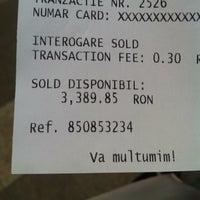 TRANZACTIE NR. 2526
NUMAR CARD: XXXXXXXXXXXX
INTEROGARE SOLD
TRANSACTION FEE: 0.30 R
SOLD DISPONIBIL:
3,389.85 RON
Ref. 850853234
Va multumim!